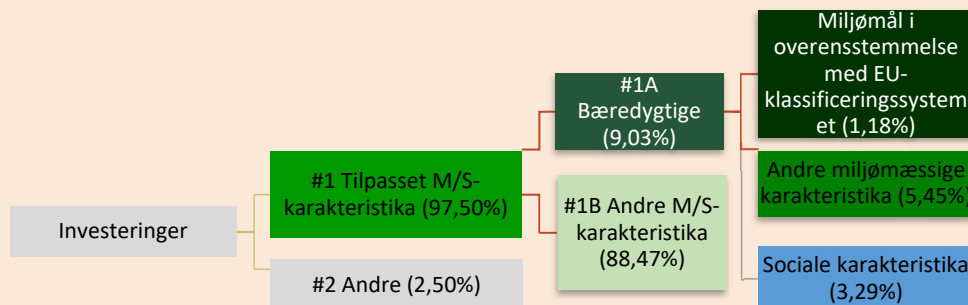 Investeringer
#1 Tilpasset M/S-
karakteristika (97,50%)
#2 Andre (2,50%)
#1A
Bæredygtige
(9,03%)
#1B Andre M/S-
karakteristika
(88,47%)
Miljømål i
overensstemmelse
med EU-
klassificeringssystem
et (1,18%)
Andre miljømæssige
karakteristika (5,45%)
Sociale karakteristika
(3,29%)